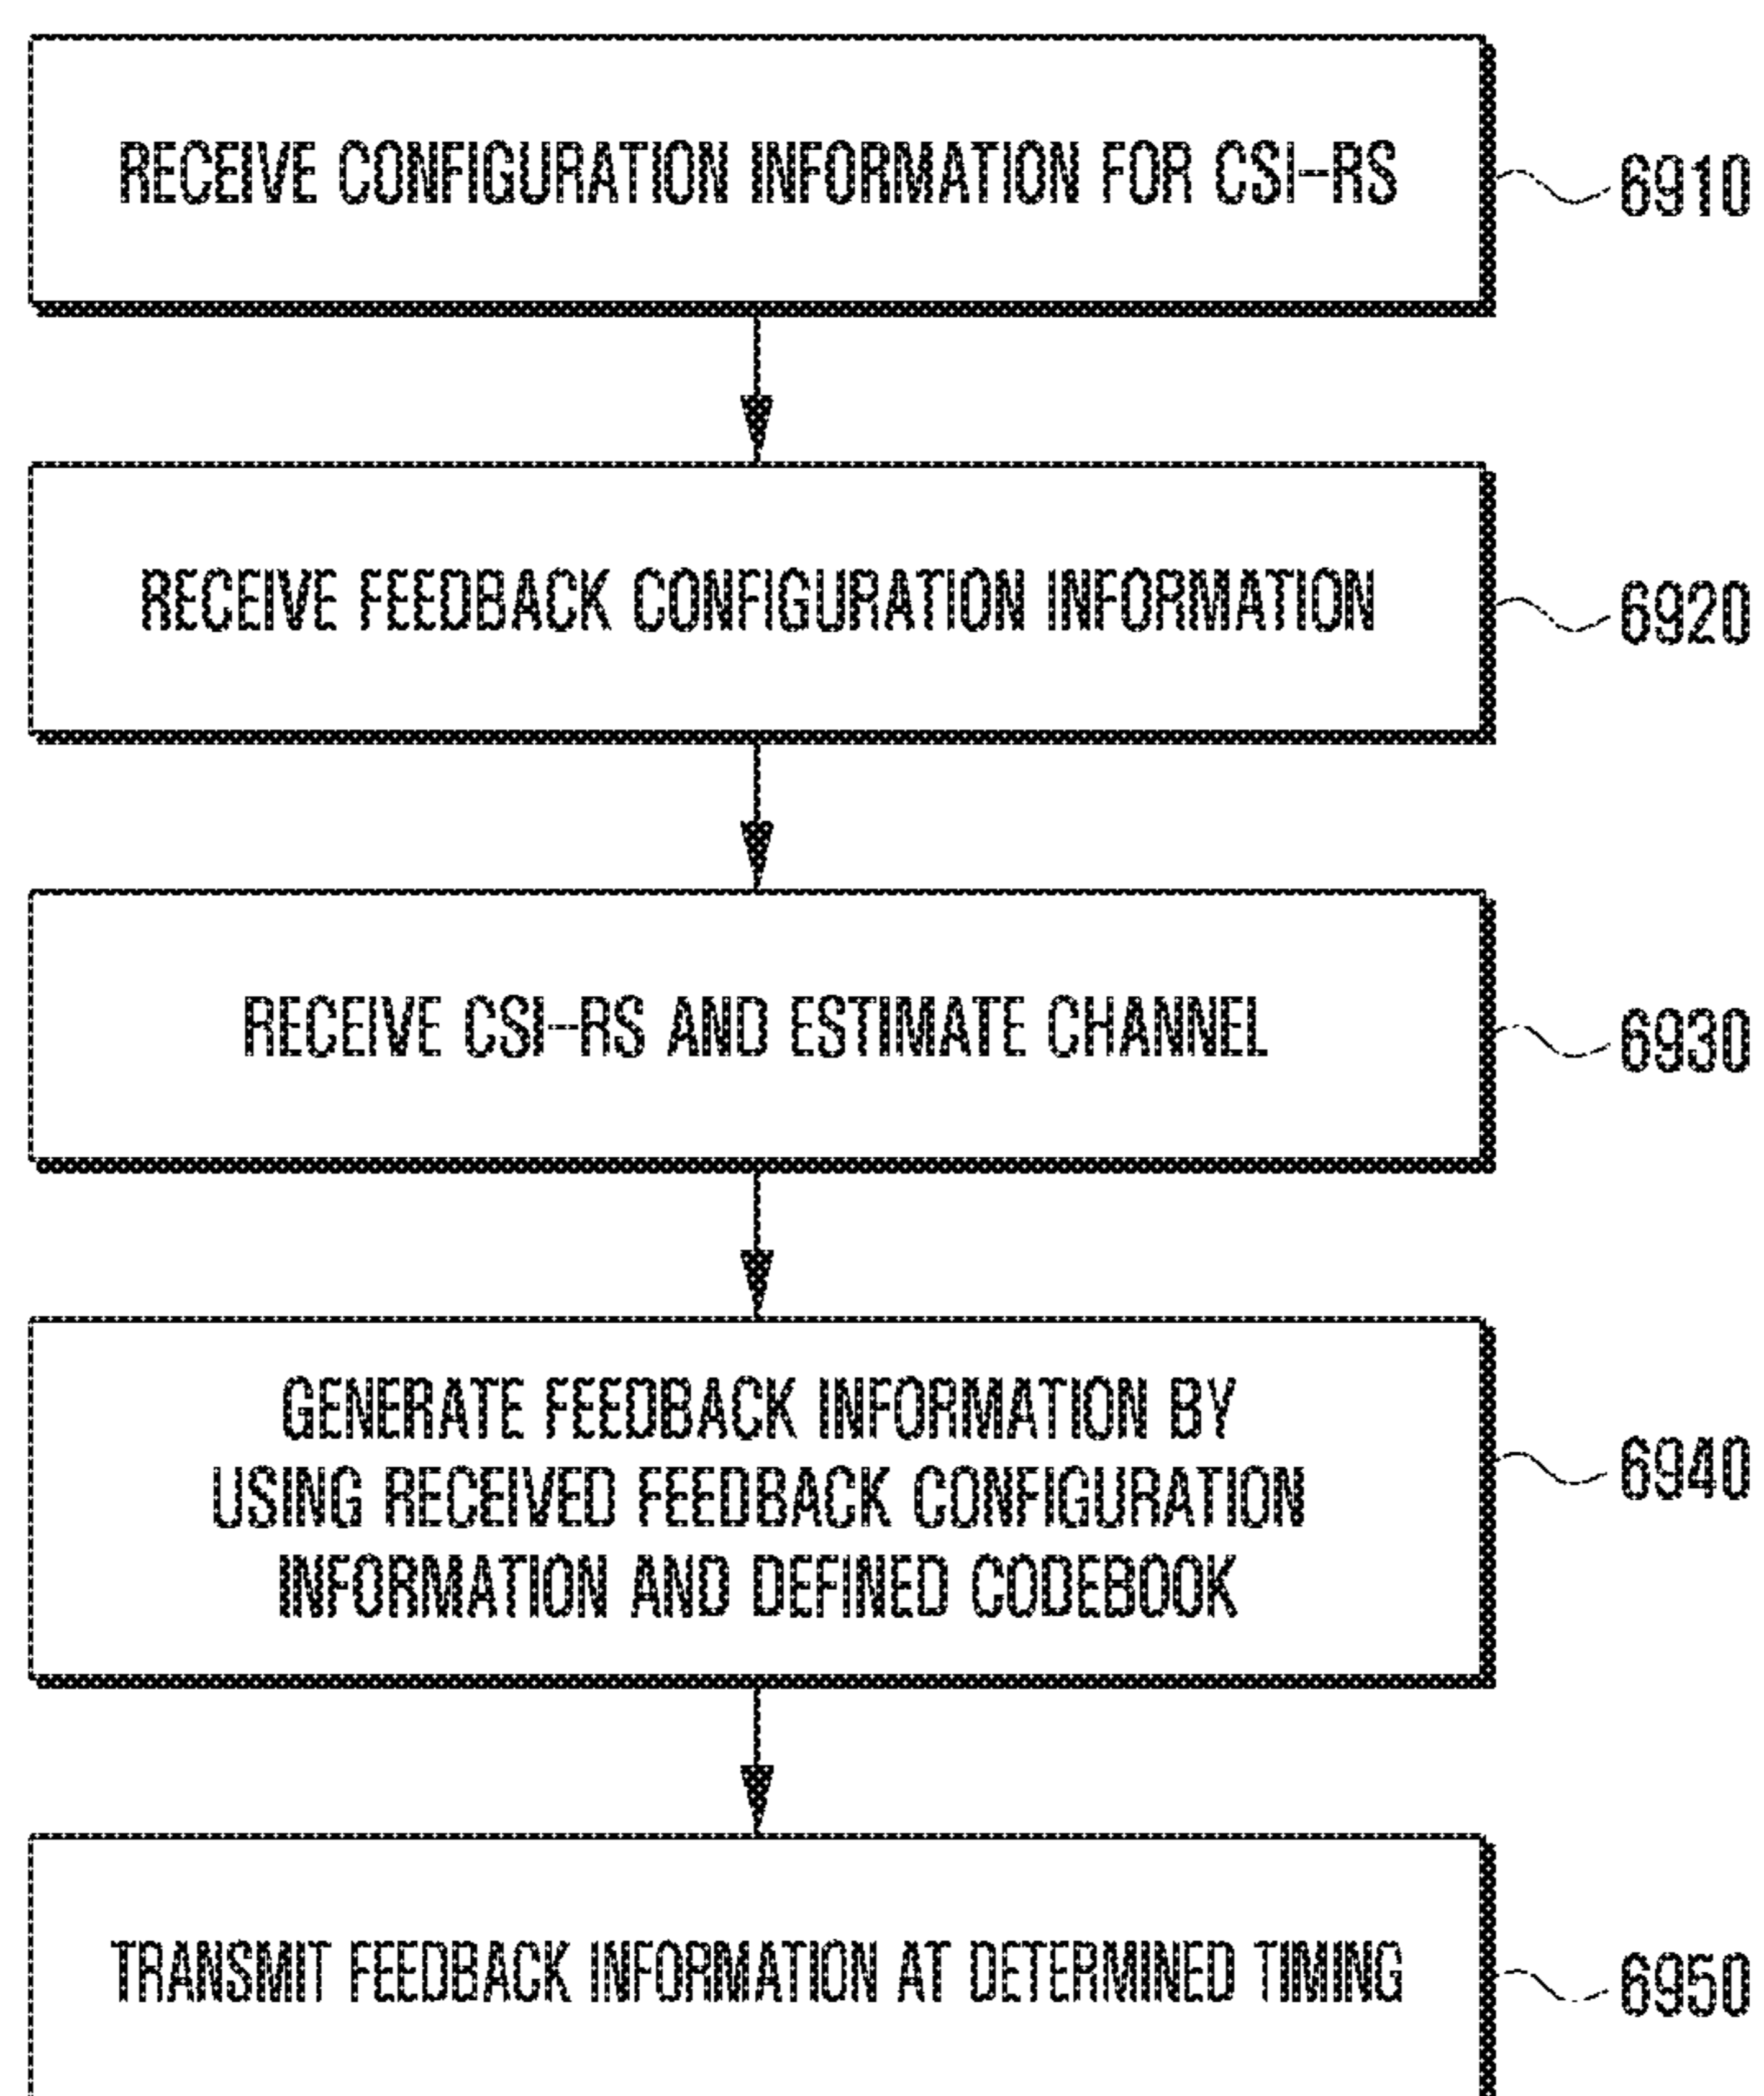 RECEIVE CONFIGURATION INFORMATION FOR CSI-RS
6910
RECEIVE FEEDBACK CONFIGURATION INFORMATION
6920
RECEIVE CSI-RS AND ESTIMATE CHANNEL
6930
GENERATE FEEDBACK INFORMATION BY
USING RECEIVED FEEDBACK CONFIGURATION
INFORMATION AND DEFINED CODEBOOK
6940
TRANSMIT FEEDBACK INFORMATION AT DETERMINED TIMING
6950